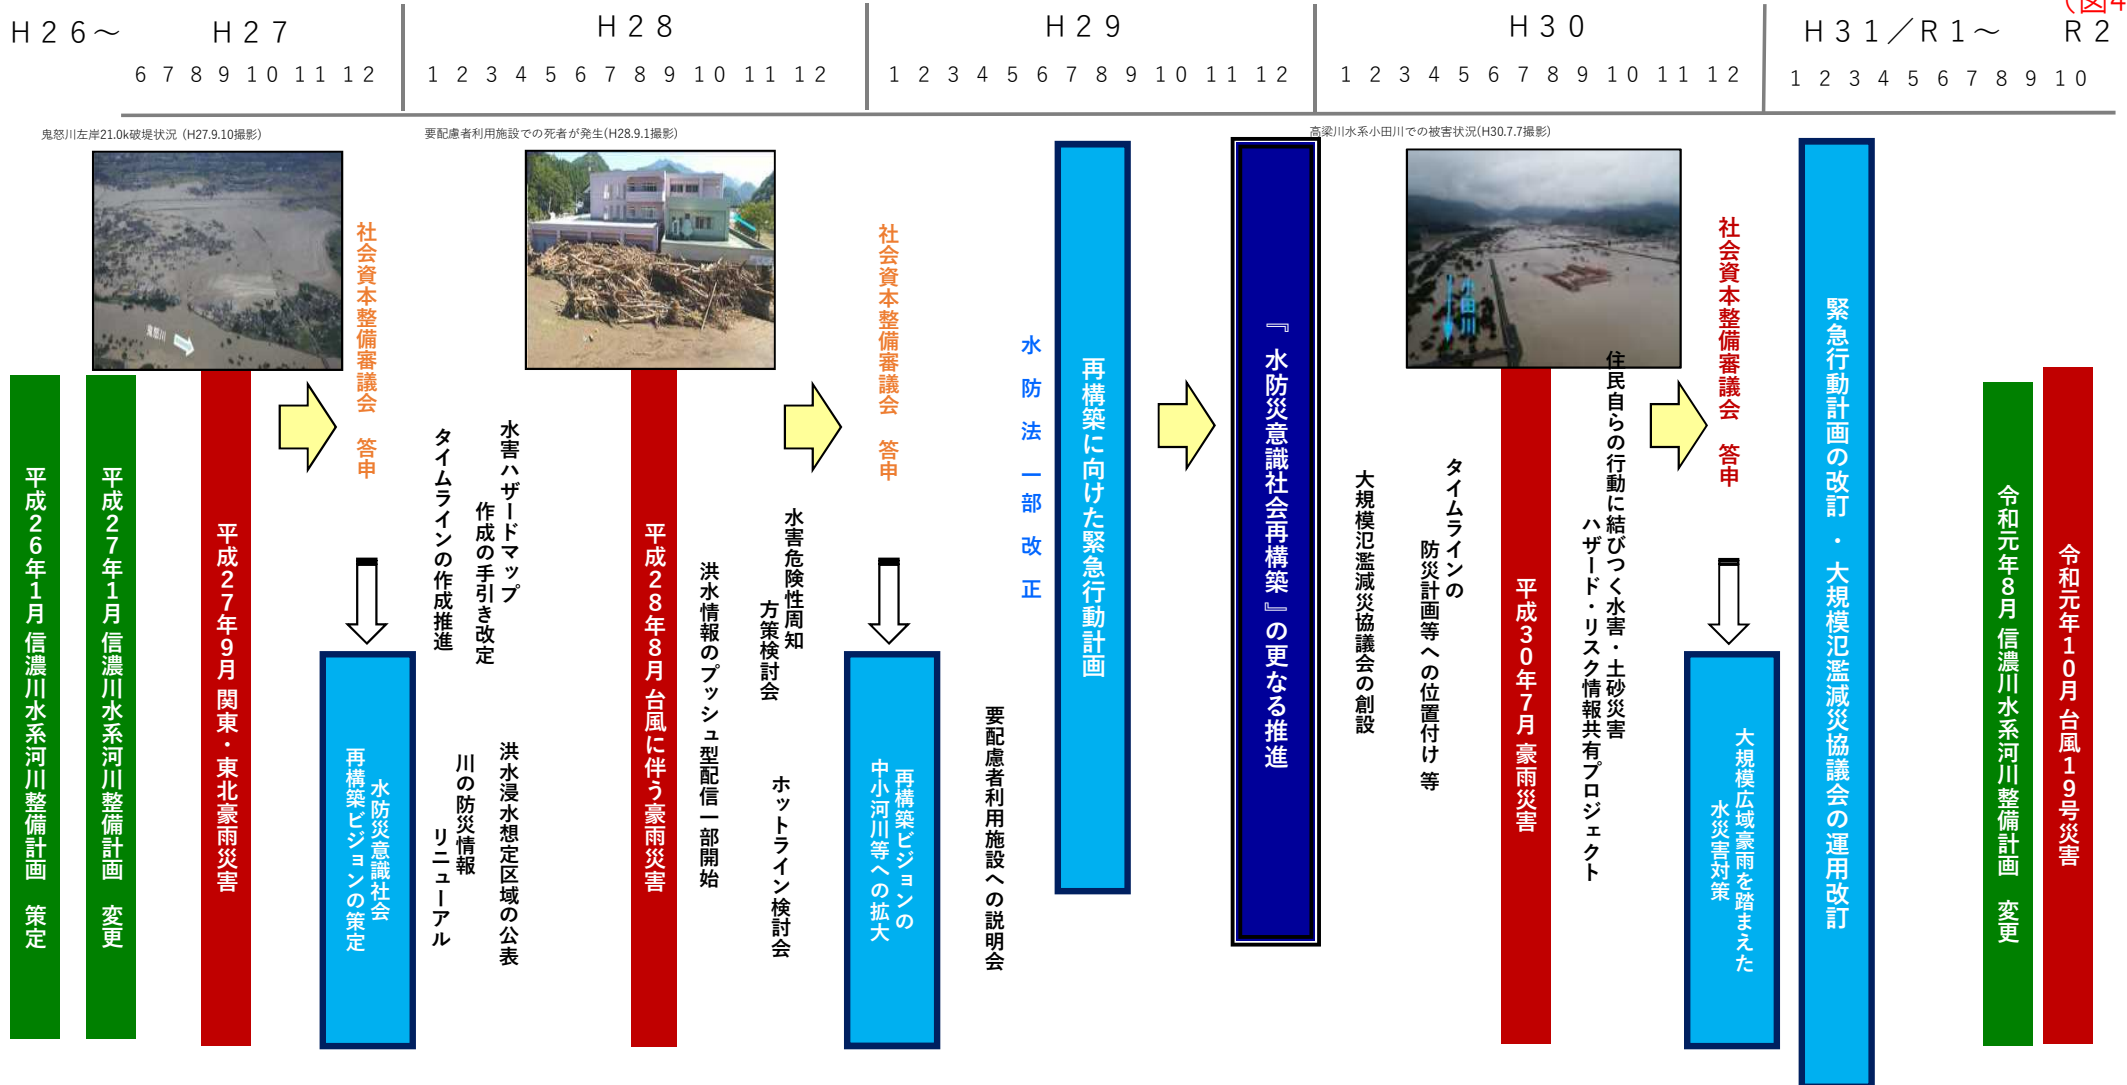 (図4
H26～
H27
H28
H29
H30
H31／R1～
R2
6 7 8 9 10 11 12
1 2 3 4 5 6 7 8 9 10 11 12
1 2 3 4 5 6 7 8 9 10 11 12
1 2 3 4 5 6 7 8 9 10 11 12
1 2 3 4 5 6 7 8 9 10
鬼怒川左岸21.0k破堤状況 (H27.9.10撮影)
要配慮者利用施設での死者が発生(H28.9.1撮影)
高梁川水系小田川での被害状況(H30.7.7撮影)
鬼怒川
小田川
平成26年1月 信濃川水系河川整備計画 策定
平成27年1月 信濃川水系河川整備計画 変更
平成27年9月 関東・東北豪雨災害
社会資本整備審議会 答申
水防災意識社会
再構築ビジョンの策定
水害ハザードマップ
作成の手引き改定
タイムラインの作成推進
洪水浸水想定区域の公表
川の防災情報
リニューアル
平成28年8月 台風に伴う豪雨災害
洪水情報のプッシュ型配信一部開始
水害危険性周知
方策検討会
ホットライン検討会
社会資本整備審議会 答申
再構築ビジョンの
中小河川等への拡大
要配慮者利用施設への説明会
水防法一部改正
再構築に向けた緊急行動計画
『水防災意識社会再構築』の更なる推進
大規模氾濫減災協議会の創設
タイムラインの
防災計画等への位置付け 等
平成30年7月 豪雨災害
住民自らの行動に結びつく水害・土砂災害
ハザード・リスク情報共有プロジェクト
社会資本整備審議会 答申
大規模広域豪雨を踏まえた
水災害対策
緊急行動計画の改訂・大規模氾濫減災協議会の運用改訂
令和元年8月 信濃川水系河川整備計画 変更
令和元年10月 台風19号災害